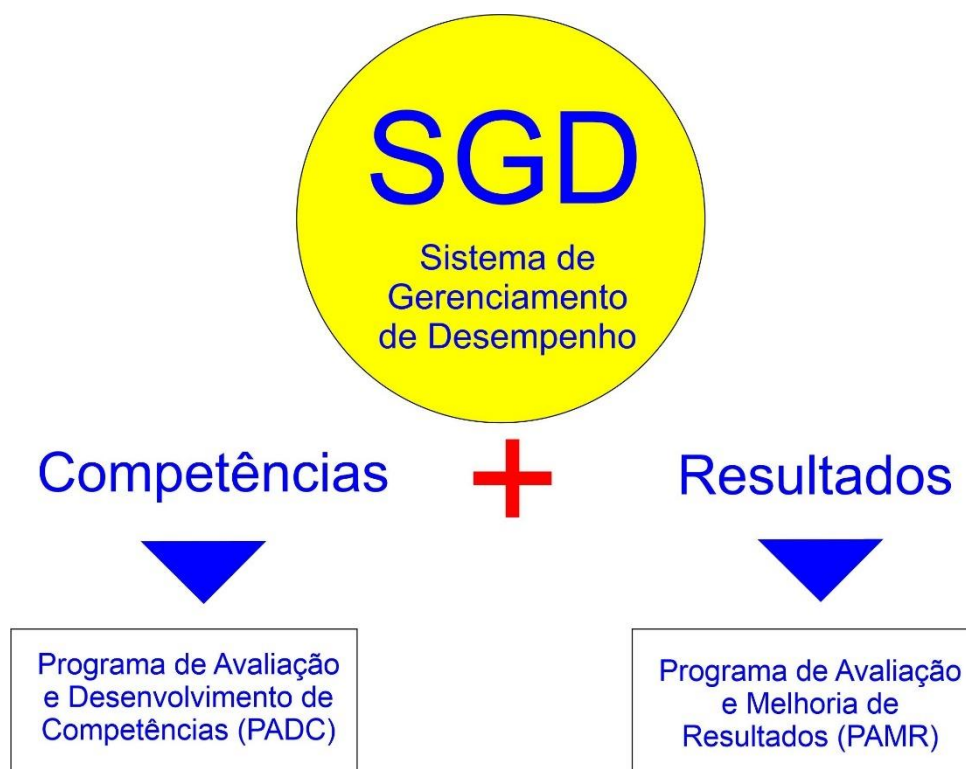 SGD
Sistema de
Gerenciamento
de Desempenho
Competências
+
Resultados
Programa de Avaliação
e Desenvolvimento de
Competências (PADC)
Programa de Avaliação
e Melhoria de
Resultados (PAMR)